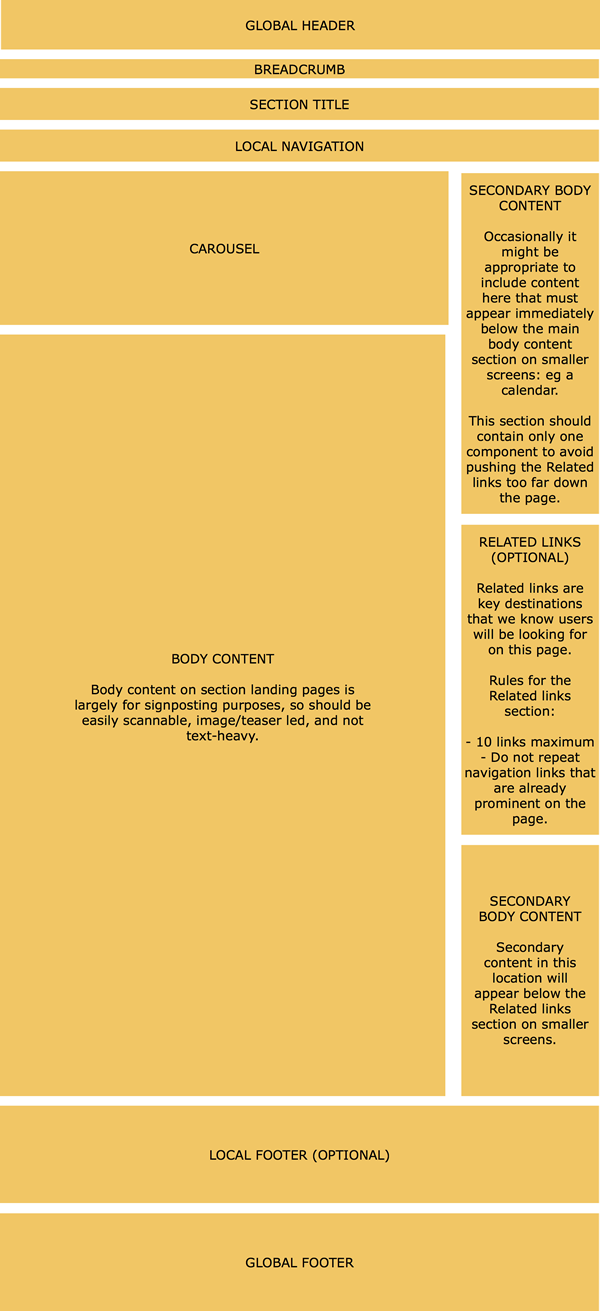 GLOBAL HEADER
BREADCRUMB
SECTION TITLE
LOCAL NAVIGATION
CAROUSEL
BODY CONTENT
Body content on section landing pages is
largely for signposting purposes, so should be
easily scannable, image/teaser led, and not
text-heavy.
SECONDARY BODY
CONTENT
Occasionally it
might be
appropriate to
include content
here that must
appear immediately
below the main
body content
section on smaller
screens: eg a
calendar.
This section should
contain only one
component to avoid
pushing the Related
links too far down
the page.
RELATED LINKS
(OPTIONAL)
Related links are
key destinations
that we know users
will be looking for
on this page.
Rules for the
Related links
section:
- 10 links maximum
- Do not repeat
navigation links that
are already
prominent on the
page.
SECONDARY
BODY CONTENT
Secondary
content in this
location will
appear below the
Related links
section on smaller
screens.
LOCAL FOOTER (OPTIONAL)
GLOBAL FOOTER